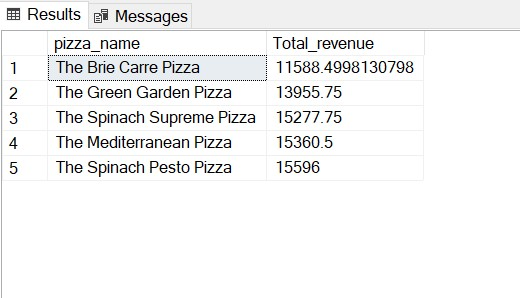 Results Messages
pizza_name Total_revenue
1 The Brie Carre Pizza 11588.4998130798
2 The Green Garden Pizza 13955.75
3 The Spinach Supreme Pizza 15277.75
4 The Mediterranean Pizza 15360.5
5 The Spinach Pesto Pizza 15596